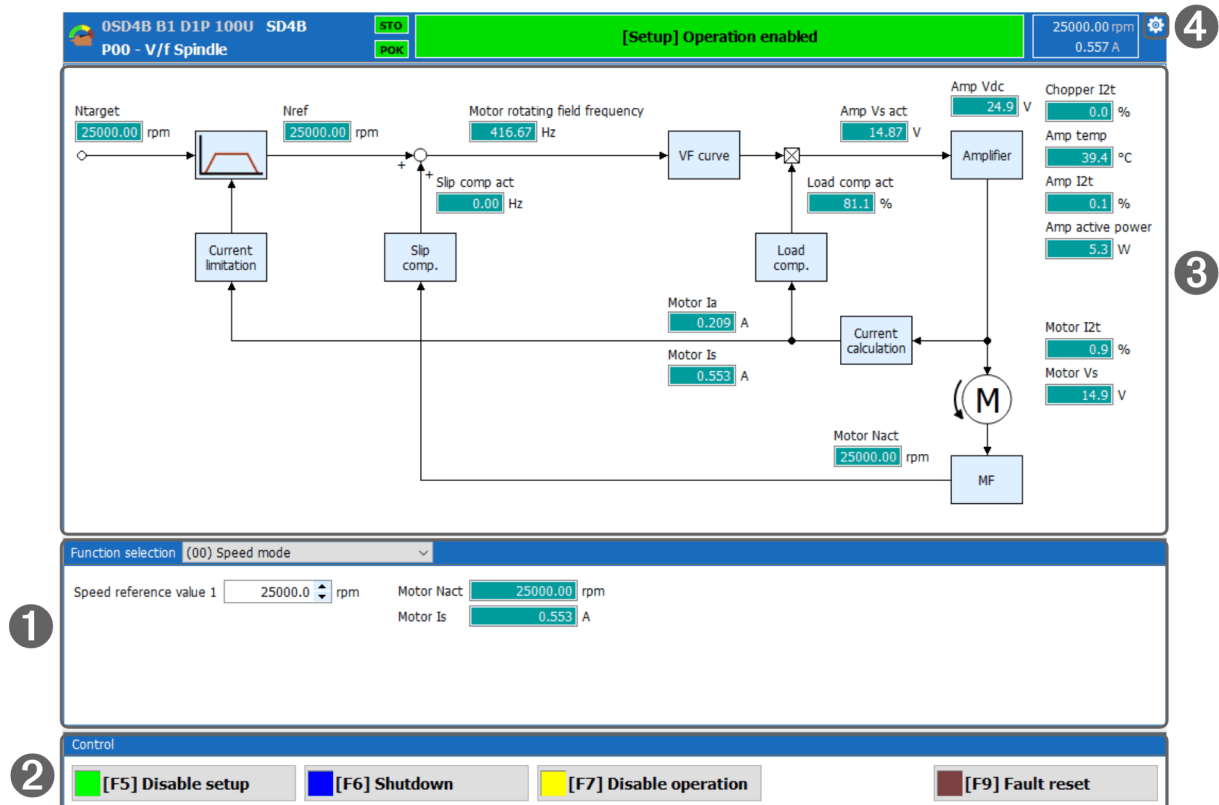 0SD4B B1 D1P 100U SD4B
P00 - V/f Spindle
STO
POK
[Setup] Operation enabled
25000.00 rpm
0.557 A
4
Ntarget
25000.00 rpm
Nref
25000.00 rpm
Motor rotating field frequency
416.67 Hz
Amp Vs act
14.87 V
Amp Vdc
24.9 V
Chopper I2t
0.0 %
Amp temp
39.4 °C
Amp I2t
0.1 %
Amp active power
5.3 W
VF curve
Amplifier
+
+
Slip comp act
0.00 Hz
Load comp act
81.1 %
Current
limitation
Slip
comp.
Load
comp.
3
Motor Ia
0.209 A
Motor Is
0.553 A
Current
calculation
Motor I2t
0.9 %
Motor Vs
14.9 V
M
Motor Nact
25000.00 rpm
MF
Function selection (00) Speed mode
Speed reference value 1 25000.0 rpm
Motor Nact 25000.00 rpm
Motor Is 0.553 A
1
Control
2
[F5] Disable setup
[F6] Shutdown
[F7] Disable operation
[F9] Fault reset